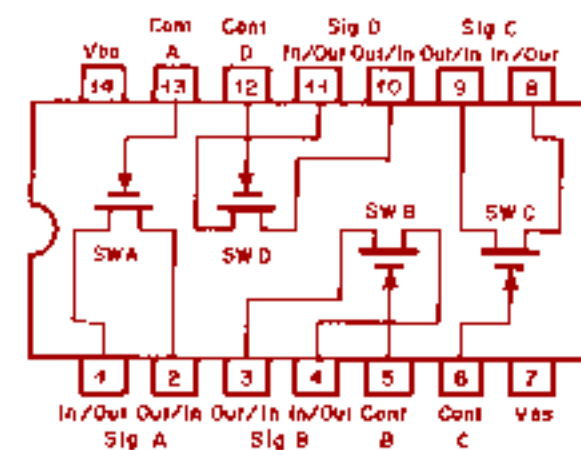 Cont Cont Sig D Sig C
A D In/Out Out/In Out/In In/Out
14 13 12 11 10 9 8
SW B SW C
SW A SW D
1 2 3 4 5 6 7
In/Out Out/In Out/In In/Out Cont Cont
Sig A Sig B B C